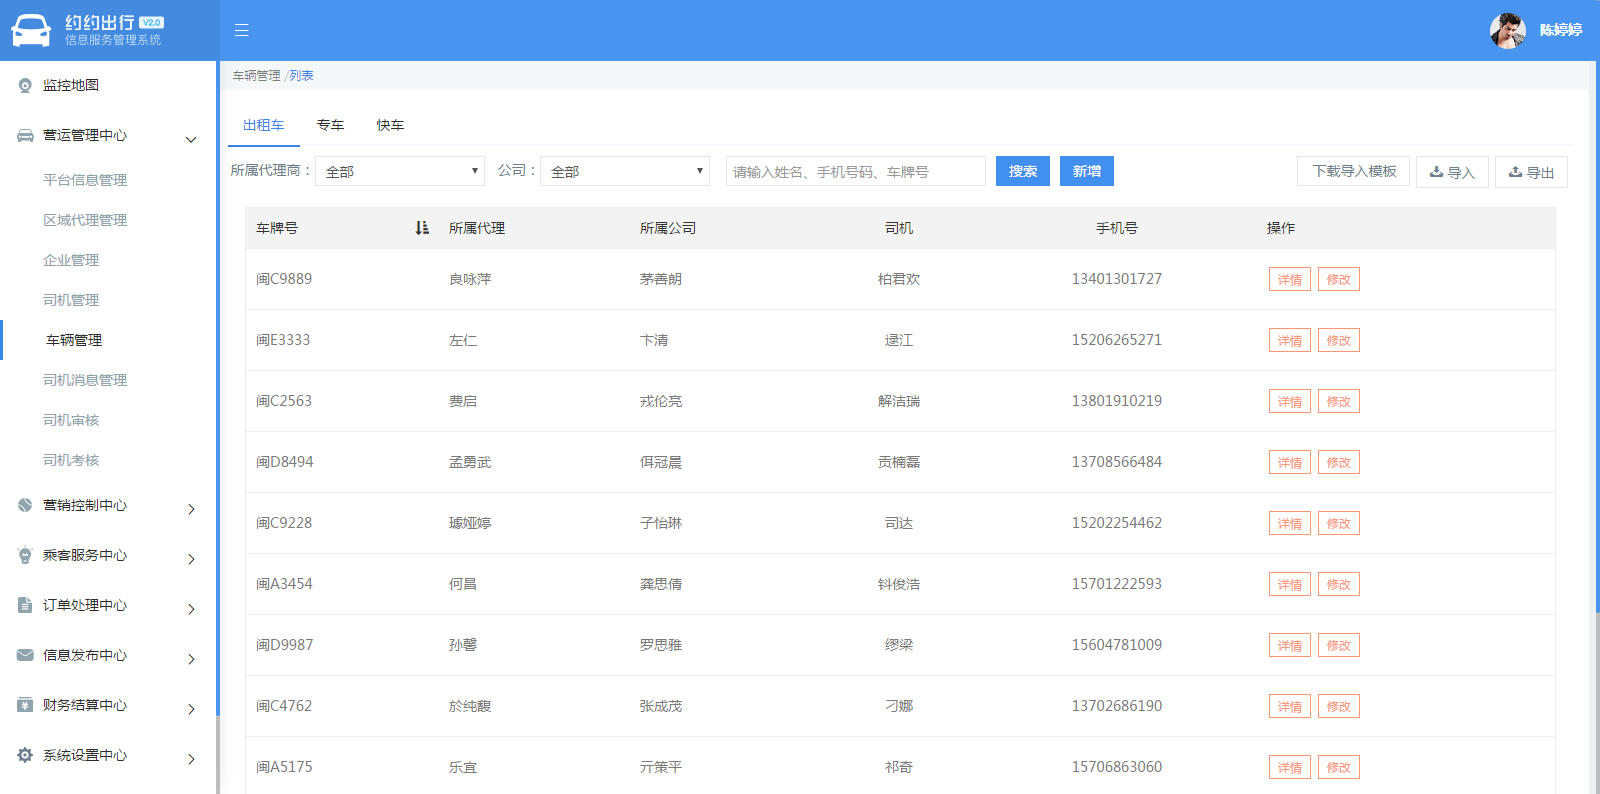 约约出行 V2.0
信息服务管理系统
陈婷婷
监控地图
营运管理中心
平台信息管理
区域代理管理
企业管理
司机管理
车辆管理
司机消息管理
司机审核
司机考核
营销控制中心
乘客服务中心
订单处理中心
信息发布中心
财务结算中心
系统设置中心
车辆管理 /列表
出租车 专车 快车
所属代理商： 全部 公司： 全部 请输入姓名、手机号码、车牌号 搜索 新增 下载导入模板 导入 导出
车牌号 所属代理 所属公司 司机 手机号 操作
闽C9889 良咏萍 茅善朗 柏君欢 13401301727 详情 修改
闽E3333 左仁 卞清 逯江 15206265271 详情 修改
闽C2563 费启 戎伦亮 解洁瑞 13801910219 详情 修改
闽D8494 孟勇武 佴冠晨 贡楠磊 13708566484 详情 修改
闽C9228 璩娅婷 子怡琳 司达 15202254462 详情 修改
闽A3454 何昌 龚思倩 钭俊浩 15701222593 详情 修改
闽D9987 孙馨 罗思雅 缪梁 15604781009 详情 修改
闽C4762 於纯馥 张成茂 刁娜 13702686190 详情 修改
闽A5175 乐宜 亓策平 祁奇 15706863060 详情 修改